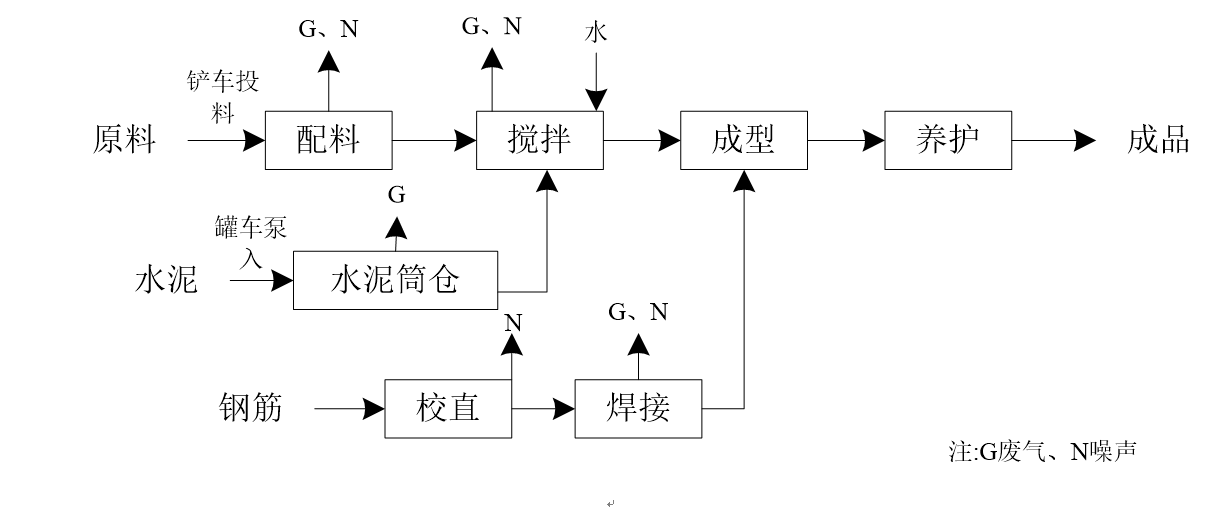 G、N
G、N
水
铲车投
料
原料
配料
搅拌
成型
养护
成品
G
罐车泵
入
水泥
水泥筒仓
N
G、N
钢筋
校直
焊接
注:G废气、N噪声